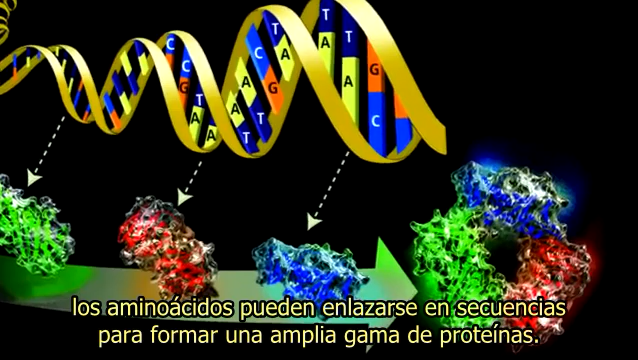 C
C
G
T
A
A
A
A
C
T
G
T
A
T
T
A
T
G
C
los aminoácidos pueden enlazarse en secuencias
para formar una amplia gama de proteínas.